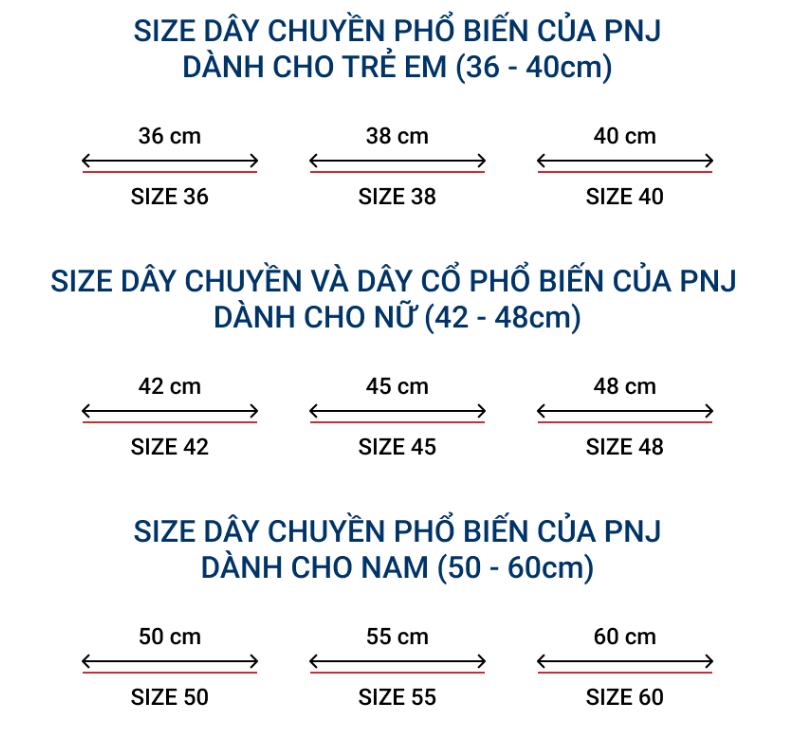 SIZE DÂY CHUYỀN PHỔ BIẾN CỦA PNJ
DÀNH CHO TRẺ EM (36 - 40cm)
36 cm
38 cm
40 cm
SIZE 36
SIZE 38
SIZE 40
SIZE DÂY CHUYỀN VÀ DÂY CỔ PHỔ BIẾN CỦA PNJ
DÀNH CHO NỮ (42 - 48cm)
42 cm
45 cm
48 cm
SIZE 42
SIZE 45
SIZE 48
SIZE DÂY CHUYỀN PHỔ BIẾN CỦA PNJ
DÀNH CHO NAM (50 - 60cm)
50 cm
55 cm
60 cm
SIZE 50
SIZE 55
SIZE 60